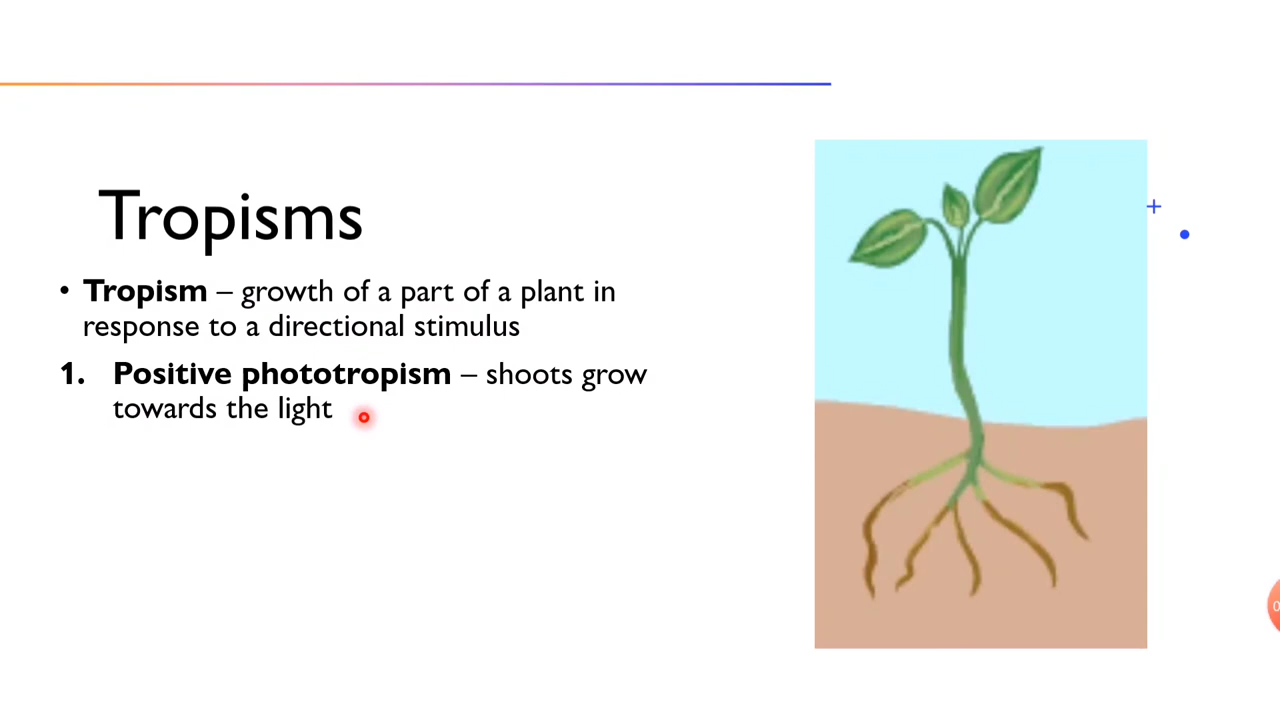 Tropisms
• Tropism – growth of a part of a plant in
response to a directional stimulus
1. Positive phototropism – shoots grow
towards the light
0